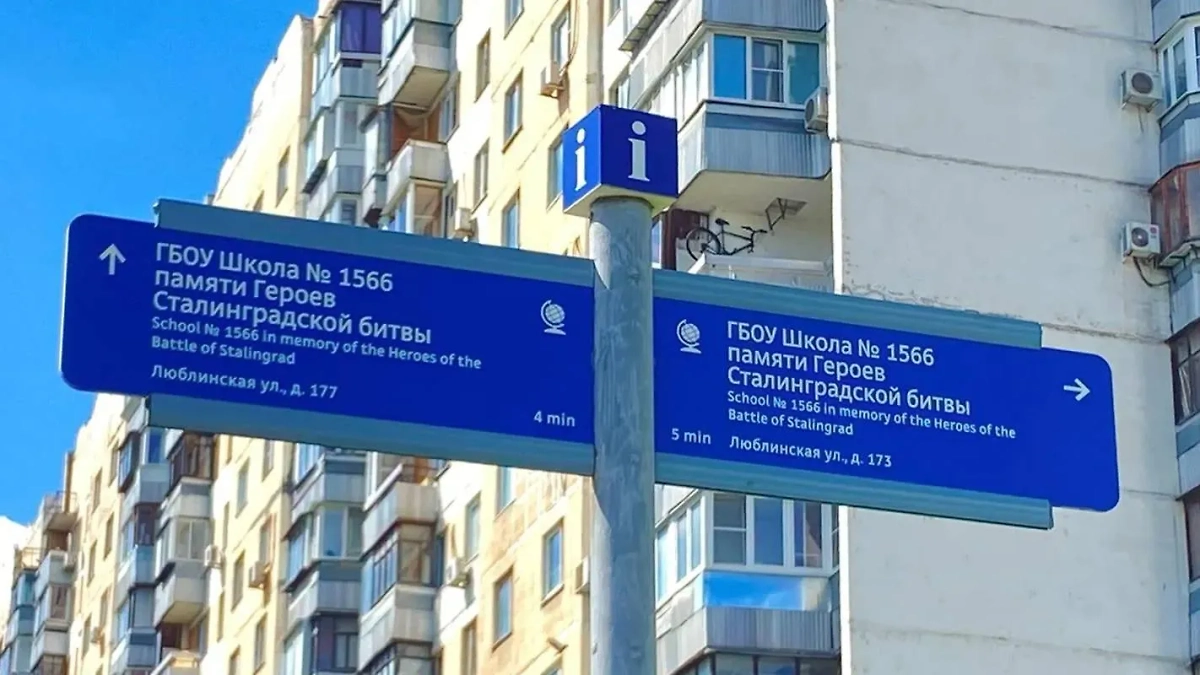 i i
ГБОУ Школа № 1566
памяти Героев
Сталинградской битвы
School № 1566 in memory of the Heroes of the
Battle of Stalingrad
Люблинская ул., д. 177
4 min
ГБОУ Школа № 1566
памяти Героев
Сталинградской битвы
School № 1566 in memory of the Heroes of the
Battle of Stalingrad
5 min Люблинская ул., д. 173